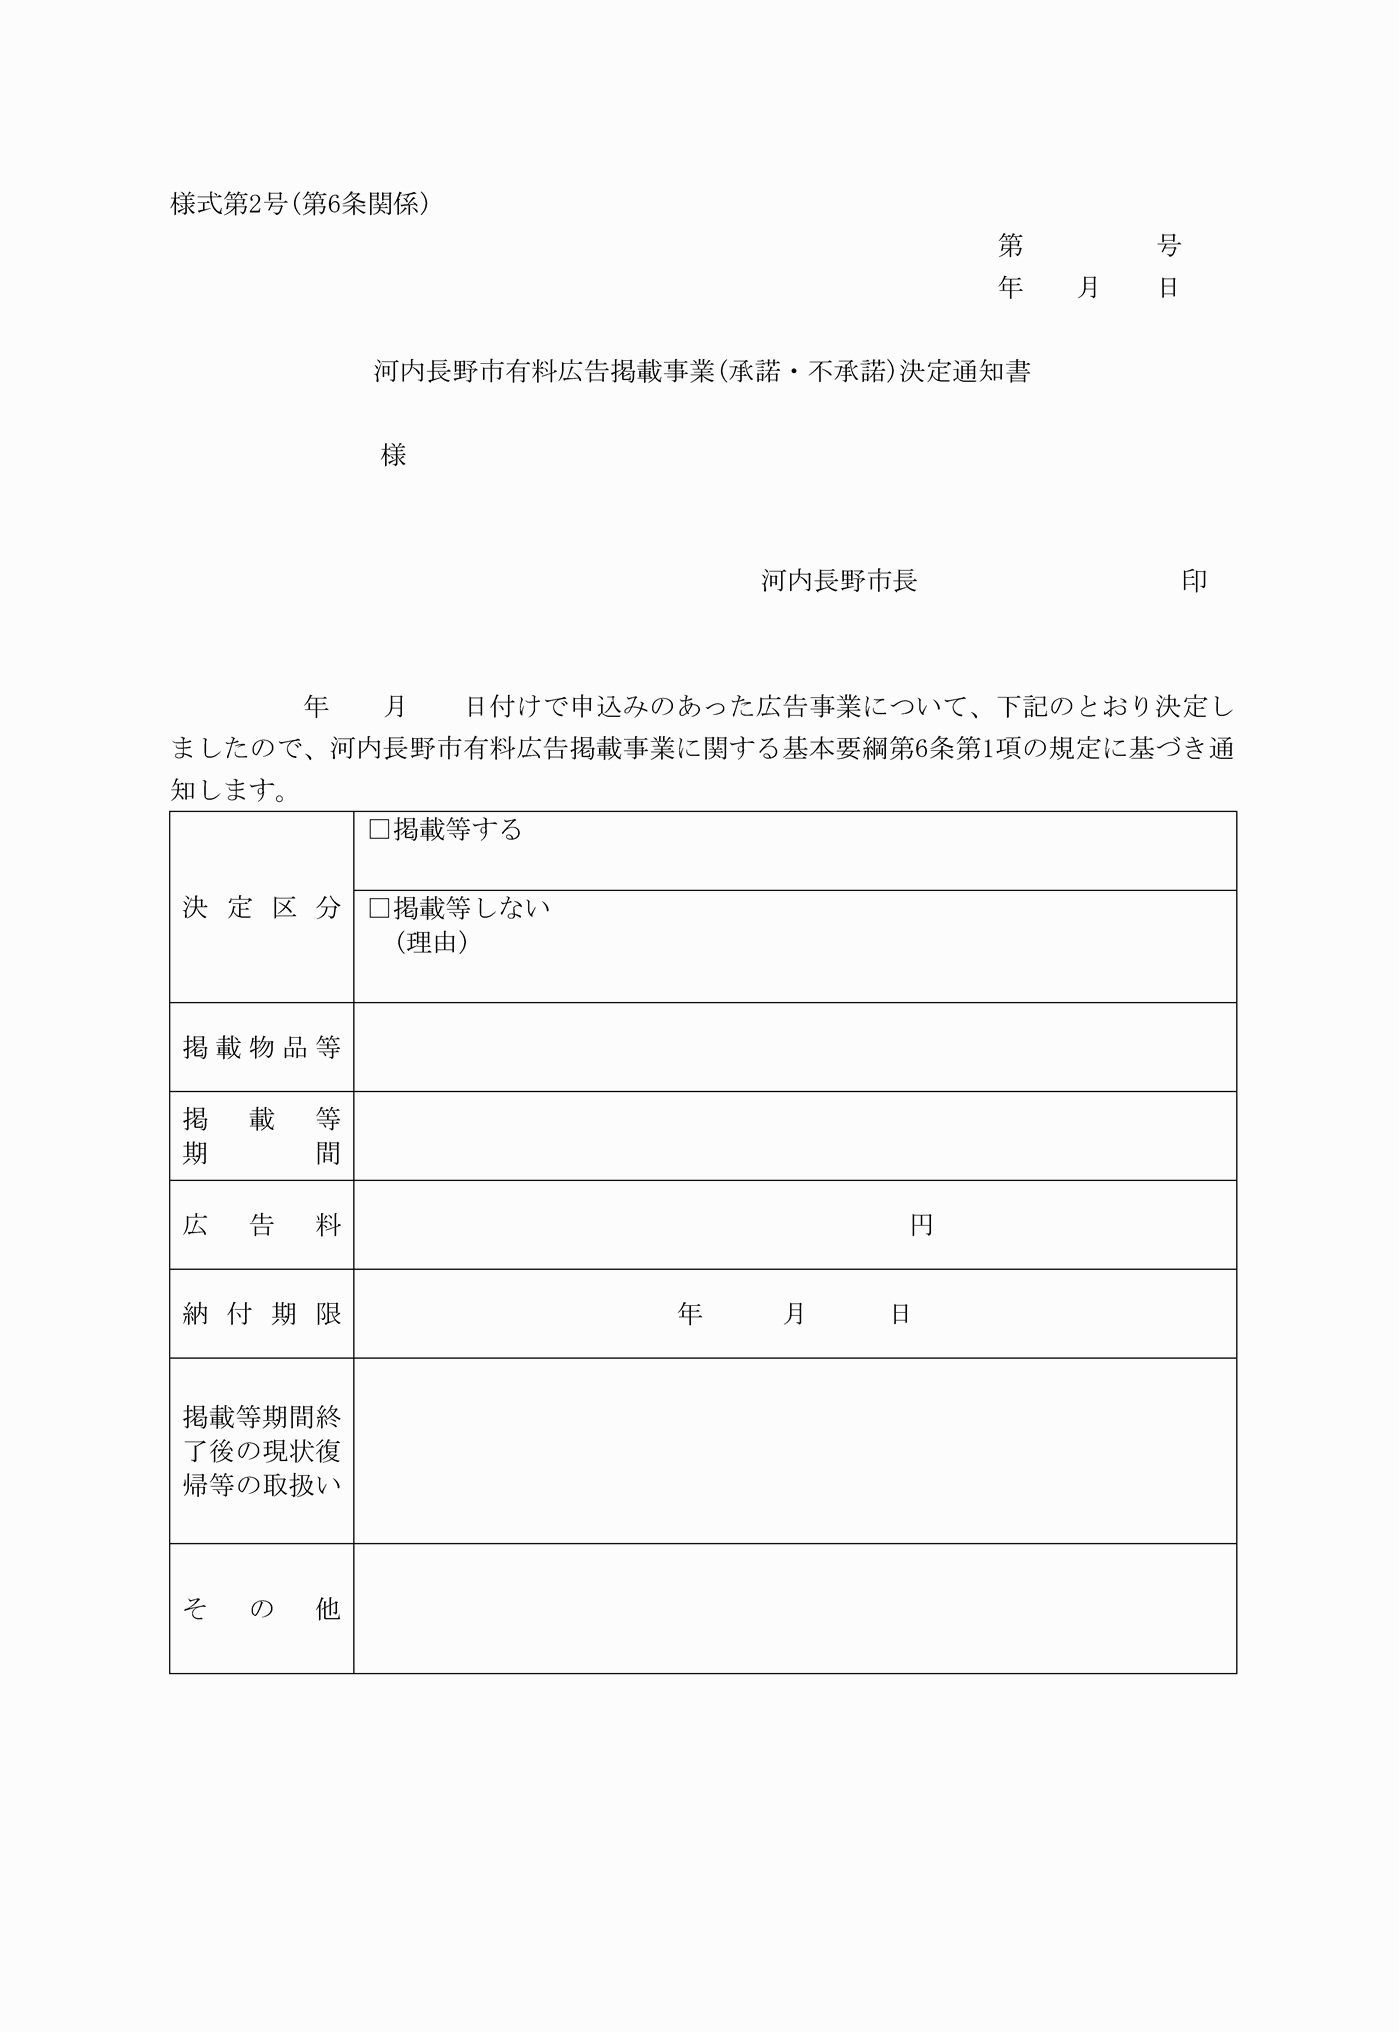 様式第2号(第6条関係)
第　　　　　号
年　　月　　日
河内長野市有料広告掲載事業(承諾・不承諾)決定通知書
様
河内長野市長　　　　　　　　　　印
年　　月　　日付けで申込みのあった広告事業について、下記のとおり決定し
ましたので、河内長野市有料広告掲載事業に関する基本要綱第6条第1項の規定に基づき通
知します。
決定区分
□掲載等する
□掲載等しない
(理由)
掲載物品等
掲載等
期間
広告料
円
納付期限
年　　　月　　　日
掲載等期間終
了後の現状復
帰等の取扱い
その他